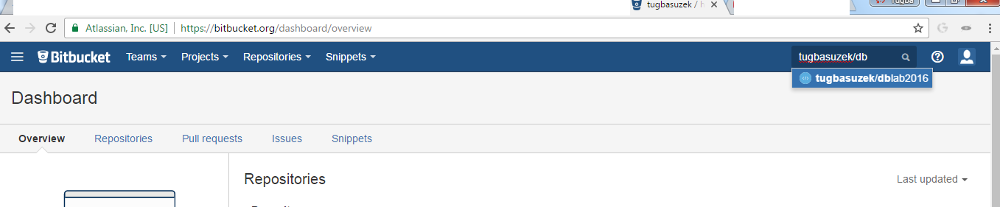 tugbasuzek / h
Tugba
Atlassian, Inc. [US] https://bitbucket.org/dashboard/overview
Bitbucket Teams Projects Repositories Snippets tugbasuzek/db
tugbasuzek/dblab2016
Dashboard
Overview Repositories Pull requests Issues Snippets
Repositories Last updated